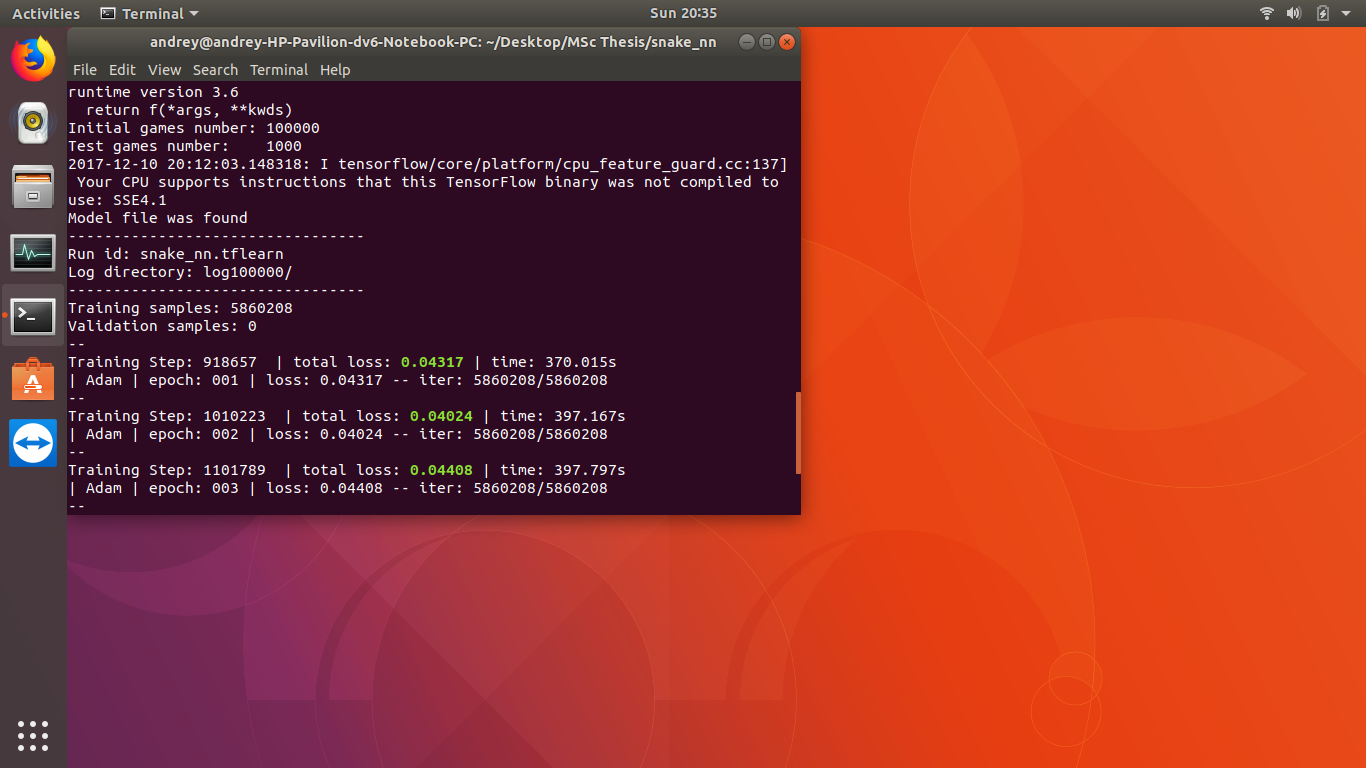 Activities
Terminal
Sun 20:35
andrey@andrey-HP-Pavilion-dv6-Notebook-PC: ~/Desktop/MSc Thesis/snake_nn
File Edit View Search Terminal Help
runtime version 3.6
  return f(*args, **kwds)
Initial games number: 100000
Test games number:    1000
2017-12-10 20:12:03.148318: I tensorflow/core/platform/cpu_feature_guard.cc:137]
 Your CPU supports instructions that this TensorFlow binary was not compiled to
use: SSE4.1
Model file was found
---------------------------------
Run id: snake_nn.tflearn
Log directory: log100000/
---------------------------------
Training samples: 5860208
Validation samples: 0
--
Training Step: 918657  | total loss: 0.04317 | time: 370.015s
| Adam | epoch: 001 | loss: 0.04317 -- iter: 5860208/5860208
--
Training Step: 1010223  | total loss: 0.04024 | time: 397.167s
| Adam | epoch: 002 | loss: 0.04024 -- iter: 5860208/5860208
--
Training Step: 1101789  | total loss: 0.04408 | time: 397.797s
| Adam | epoch: 003 | loss: 0.04408 -- iter: 5860208/5860208
--